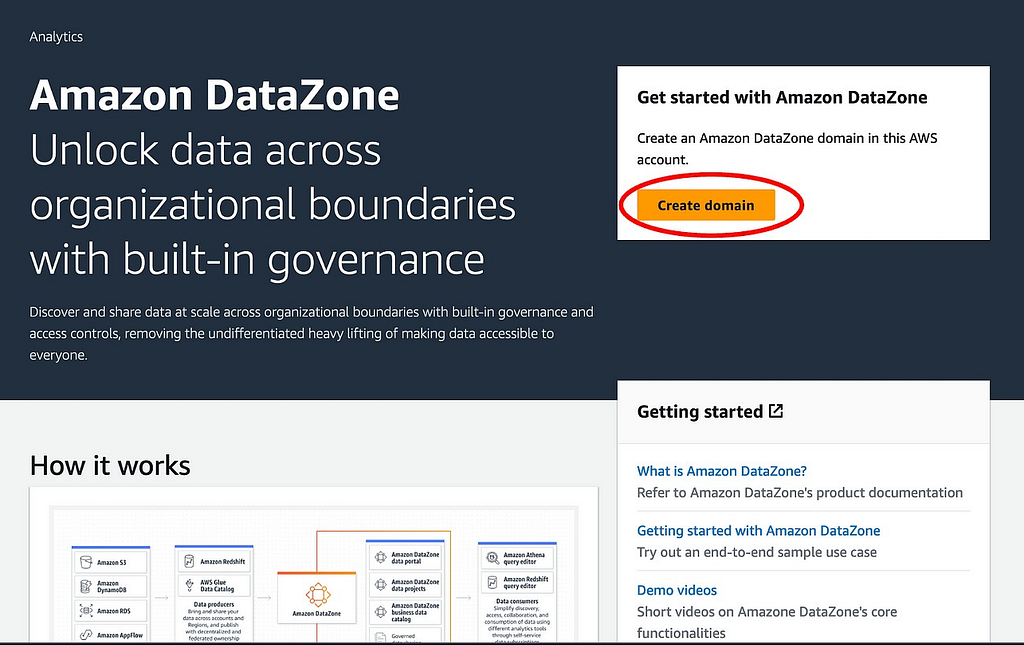 Analytics
Amazon DataZone
Unlock data across
organizational boundaries
with built-in governance
Discover and share data at scale across organizational boundaries with built-in governance and
access controls, removing the undifferentiated heavy lifting of making data accessible to
everyone.
Get started with Amazon DataZone
Create an Amazon DataZone domain in this AWS
account.
Create domain
Getting started
What is Amazon DataZone?
Refer to Amazon DataZone's product documentation
Getting started with Amazon DataZone
Try out an end-to-end sample use case
Demo videos
Short videos on Amazone DataZone's core
functionalities
How it works
Amazon S3
Amazon
DynamoDB
Amazon RDS
Amazon AppFlow
Amazon Redshift
AWS Glue
Data Catalog
Data producers
Bring and share your
data across accounts and
Regions, and publish
with decentralized and
federated ownership
Amazon DataZone
Amazon DataZone
data portal
Amazon DataZone
data projects
Amazon DataZone
business data
catalog
Governed
Amazon Athena
query editor
Amazon Redshift
query editor
Data consumers
Simplify discovery,
access, collaboration, and
consumption of data using
different analytics tools
through self-service